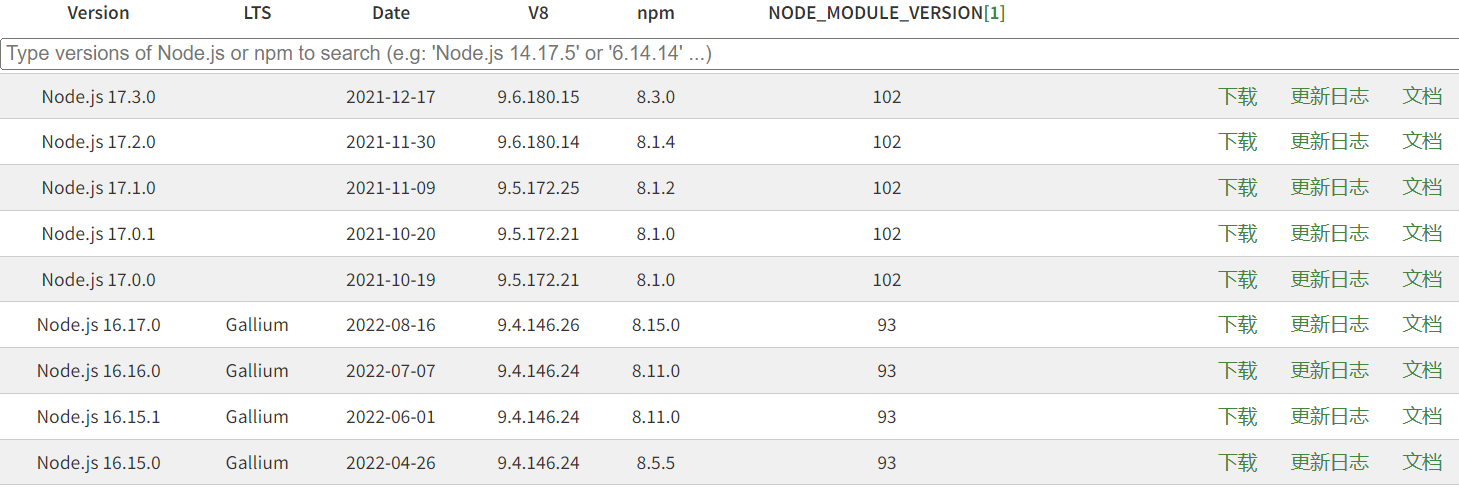 Version LTS Date V8 npm NODE_MODULE_VERSION[1]
Type versions of Node.js or npm to search (e.g: 'Node.js 14.17.5' or '6.14.14' ...)
Node.js 17.3.0 2021-12-17 9.6.180.15 8.3.0 102 下载 更新日志 文档
Node.js 17.2.0 2021-11-30 9.6.180.14 8.1.4 102 下载 更新日志 文档
Node.js 17.1.0 2021-11-09 9.5.172.25 8.1.2 102 下载 更新日志 文档
Node.js 17.0.1 2021-10-20 9.5.172.21 8.1.0 102 下载 更新日志 文档
Node.js 17.0.0 2021-10-19 9.5.172.21 8.1.0 102 下载 更新日志 文档
Node.js 16.17.0 Gallium 2022-08-16 9.4.146.26 8.15.0 93 下载 更新日志 文档
Node.js 16.16.0 Gallium 2022-07-07 9.4.146.24 8.11.0 93 下载 更新日志 文档
Node.js 16.15.1 Gallium 2022-06-01 9.4.146.24 8.11.0 93 下载 更新日志 文档
Node.js 16.15.0 Gallium 2022-04-26 9.4.146.24 8.5.5 93 下载 更新日志 文档